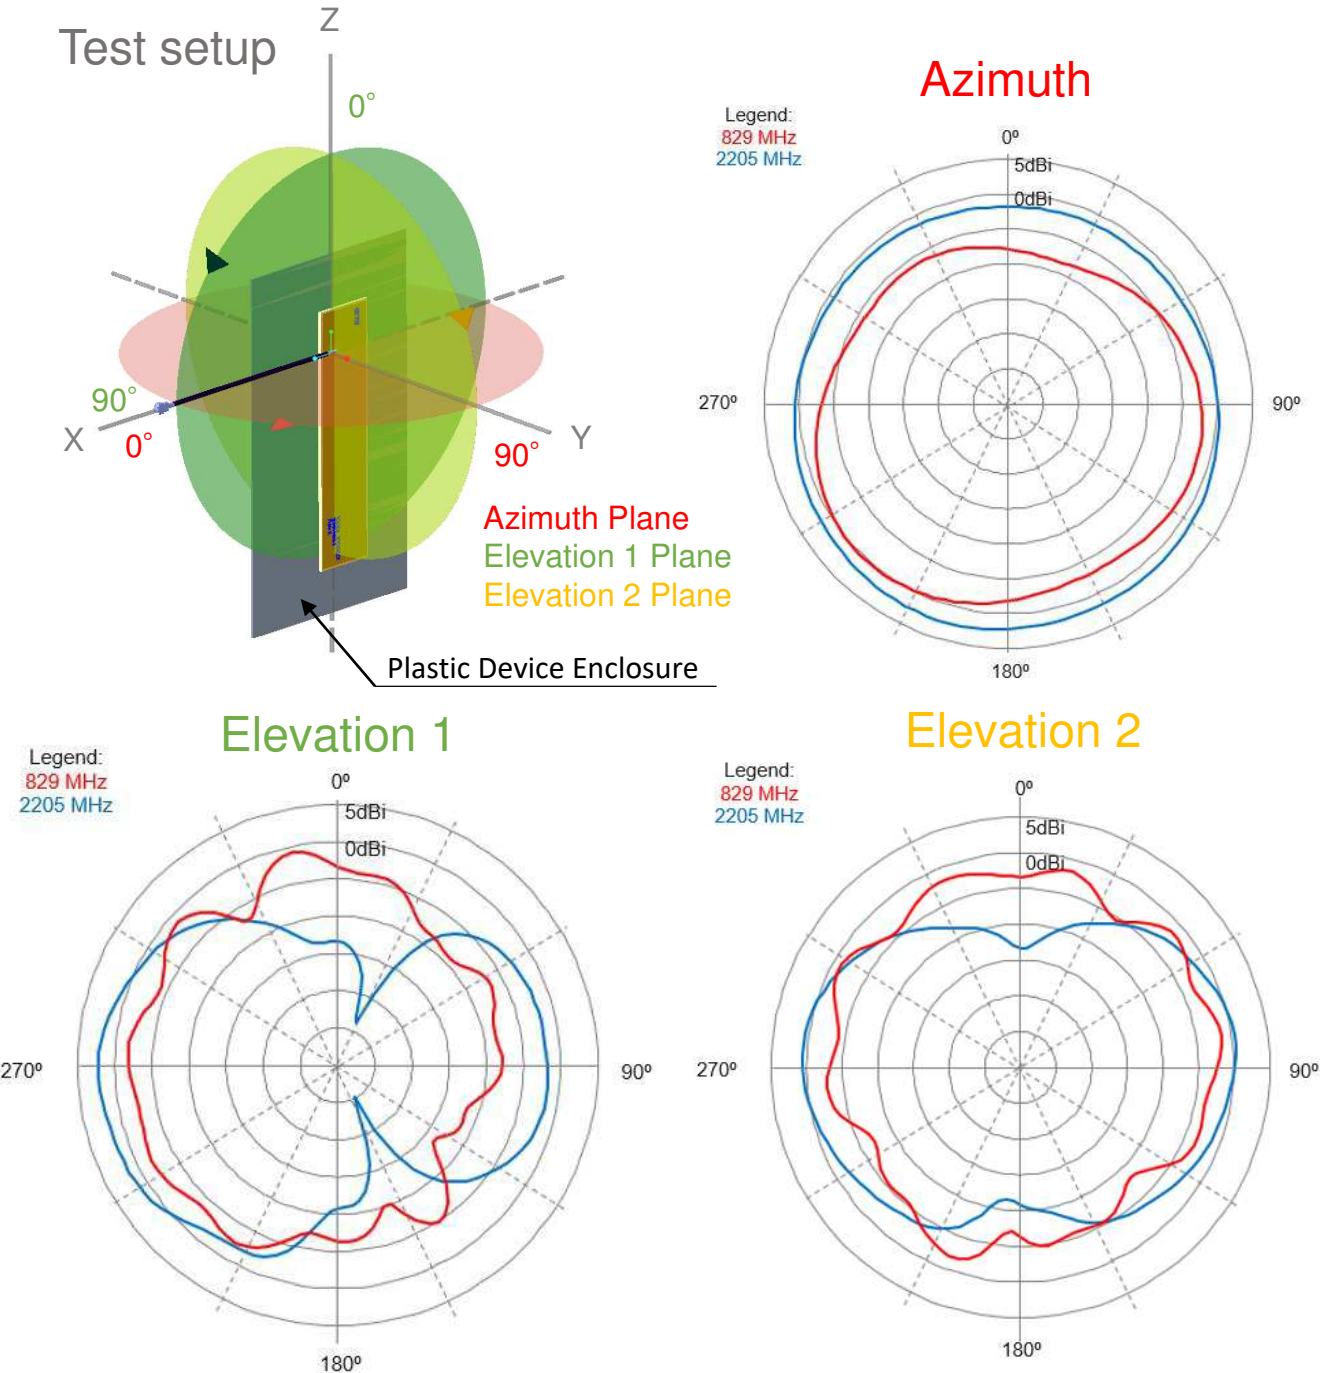 Test setup
Z
0°
90°
X
0°
Y
90°
Azimuth Plane
Elevation 1 Plane
Elevation 2 Plane
Plastic Device Enclosure
Azimuth
Legend:
829 MHz
2205 MHz
0º
5dBi
0dBi
270º
90º
180º
Elevation 1
Legend:
829 MHz
2205 MHz
0º
5dBi
0dBi
270º
90º
180º
Elevation 2
Legend:
829 MHz
2205 MHz
0º
5dBi
0dBi
270º
90º
180º